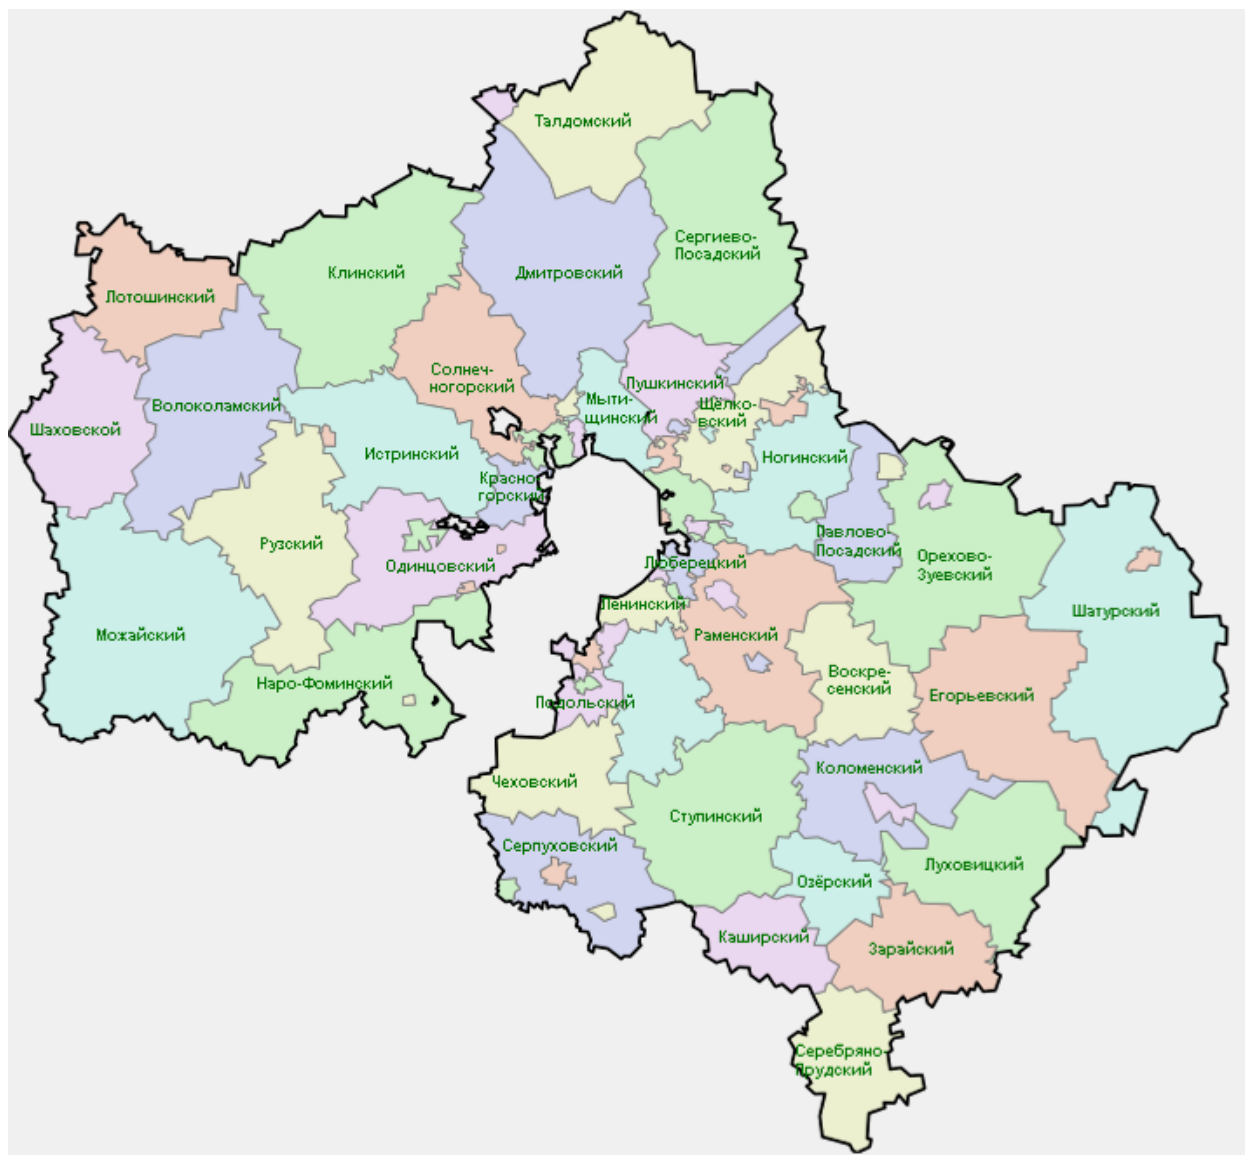 Талдомский
Сергиево-
Посадский
Клинский
Дмитровский
Лотошинский
Солнеч-
ногорский
Пушкинский
Мыти-
щинский
Щёлко-
вский
Волоколамский
Шаховской
Истринский
Ногинский
Красно-
горский
Павлово-
Посадский
Рузский
Одинцовский
Люберецкий
Орехово-
Зуевский
Ленинский
Шатурский
Можайский
Раменский
Наро-Фоминский
Воскре-
сенский
Егорьевский
Подольский
Коломенский
Чеховский
Ступинский
Серпуховский
Луховицкий
Озёрский
Каширский
Зарайский
Серебряно-
Прудский